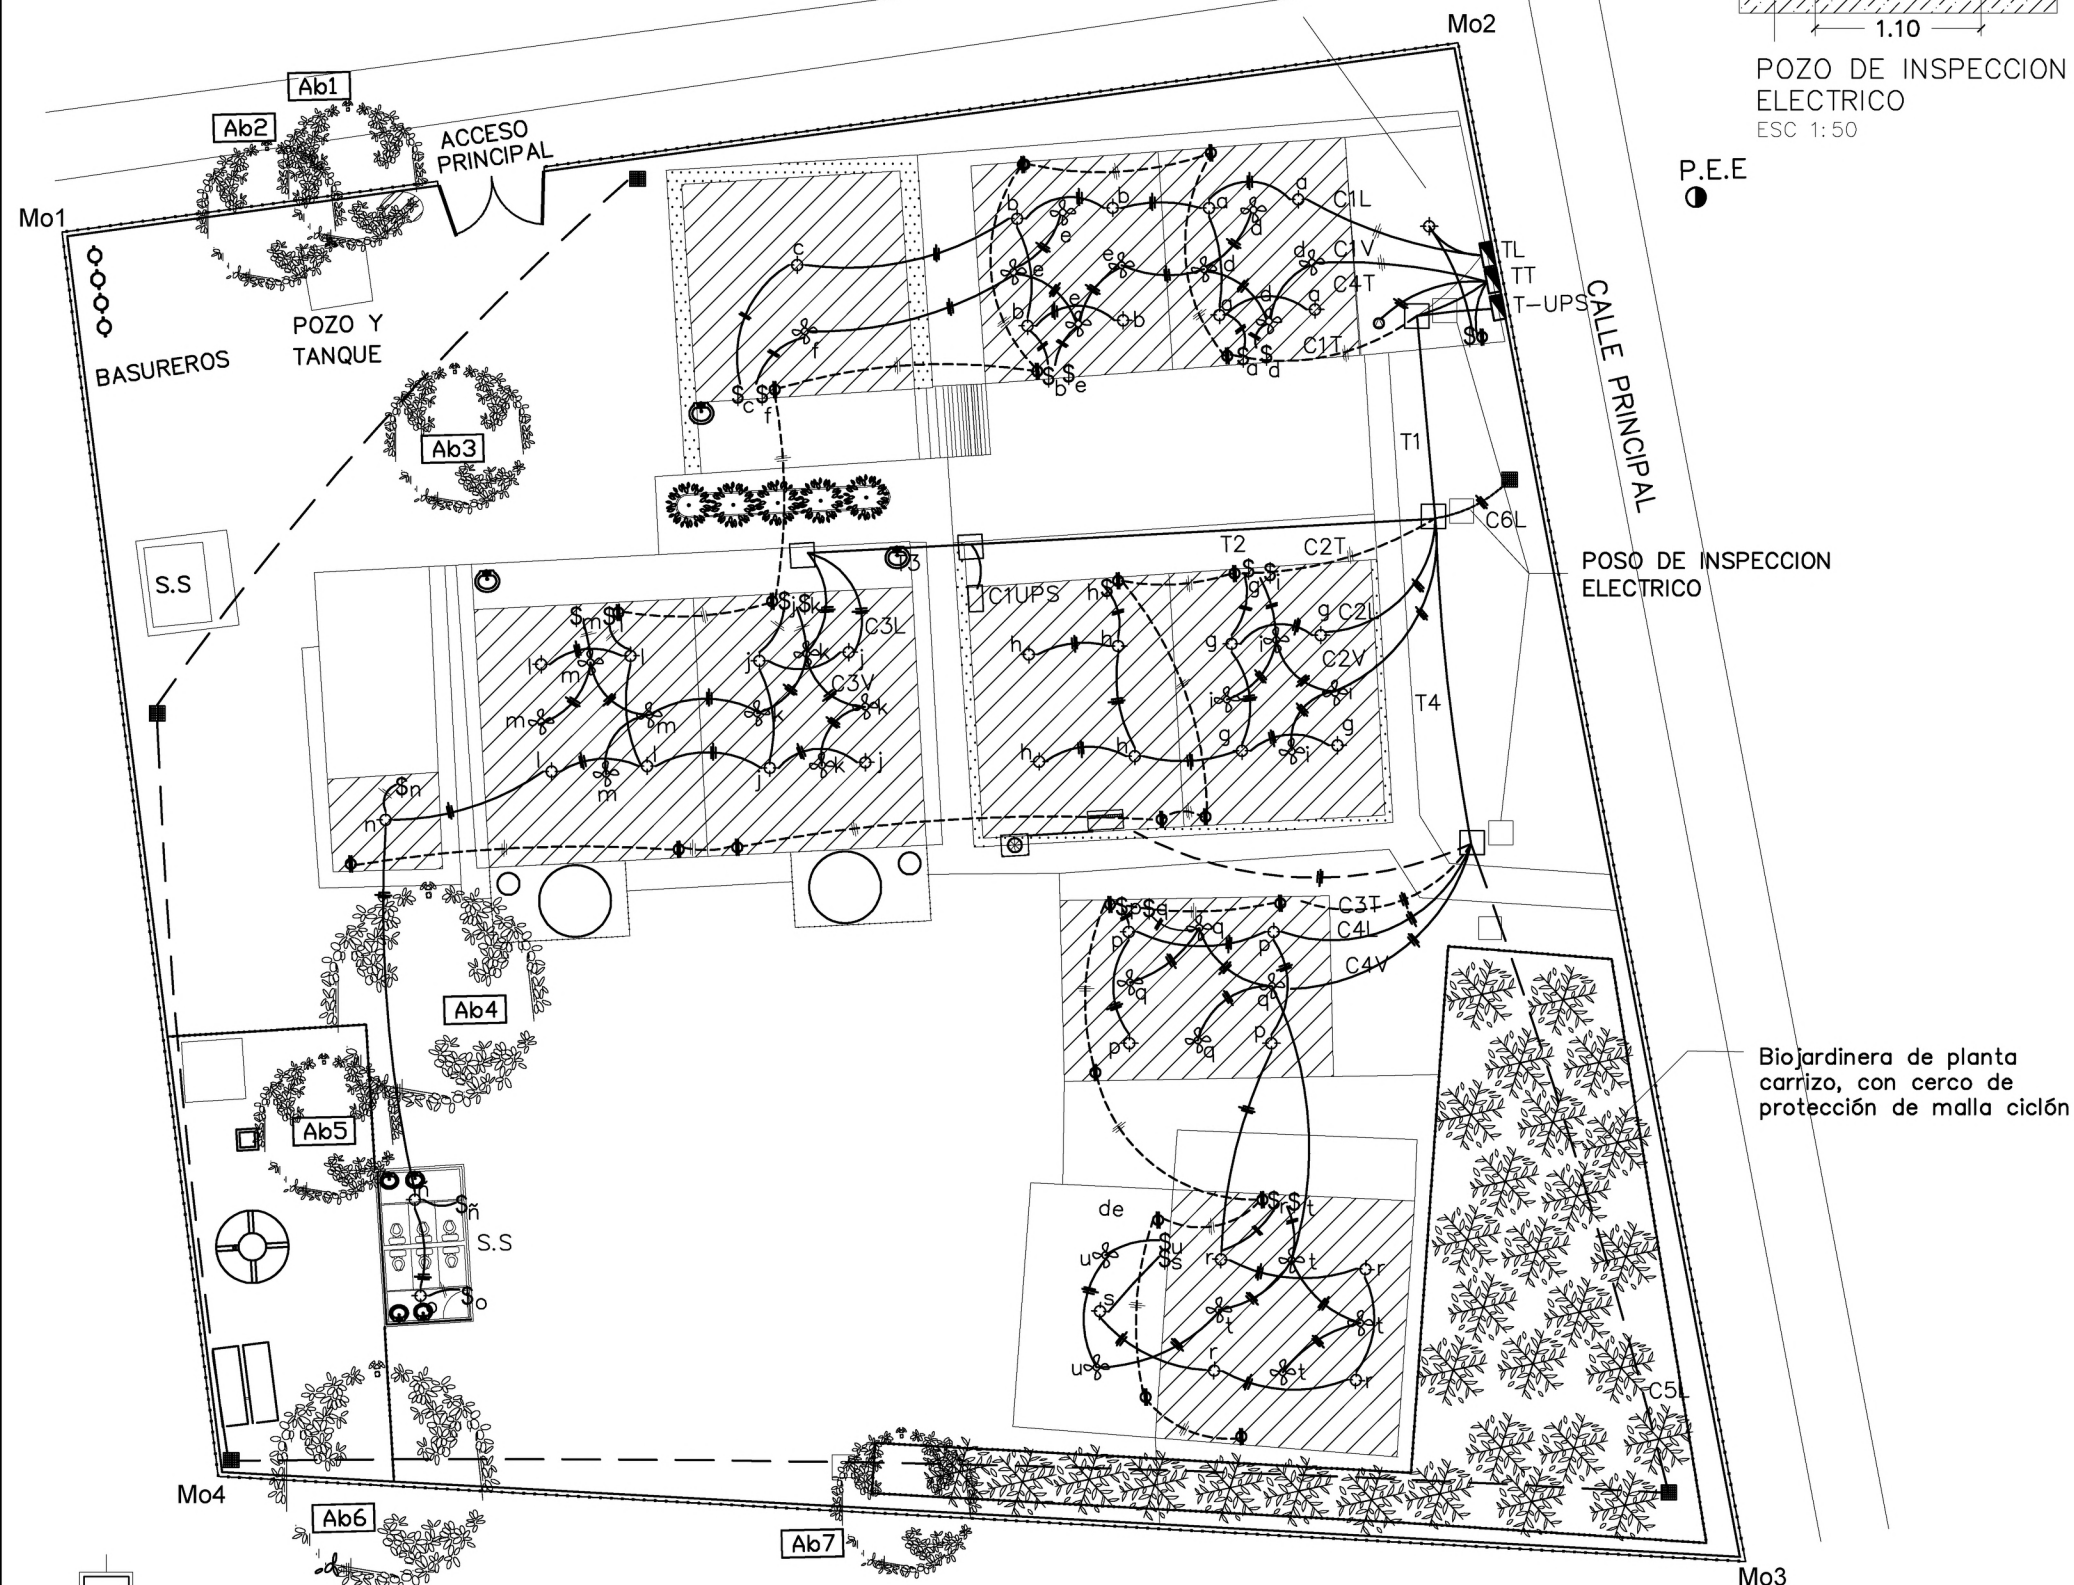 Mo2
1.10
POZO DE INSPECCION
ELECTRICO
ESC 1:50
P.E.E
Ab1
Ab2
ACCESO
PRINCIPAL
Mo1
POZO Y
TANQUE
BASUREROS
Ab3
S.S
c
f
$c $f
b
b
e
e
e
e
b
b
$b $e
a
a
d
d
d
d
a
a
$a $d
C1L
C1V
C4T
C1T
TL
TT
T-UPS
$
CALLE PRINCIPAL
T1
C6L
POSO DE INSPECCION
ELECTRICO
T2
C2T
T3
C1UPS
$m $l
$j $k
C3L
l
l
m
m
m
m
l
l
j
j
k
k
k
k
j
j
C3V
h$
$g $i
h
h
h
h
g
g
C2L
i
i
i
i
C2V
g
g
T4
$n
n
$p $q
C3T
C4L
C4V
p
p
q
q
q
q
p
p
Ab4
Ab5
Biojardinera de planta
carrizo, con cerco de
protección de malla ciclón
ñ
$ñ
S.S
$o
o
de
$r $t
$u
$s
u
s
u
r
r
t
t
t
t
r
r
C5L
Mo4
Ab6
Ab7
Mo3